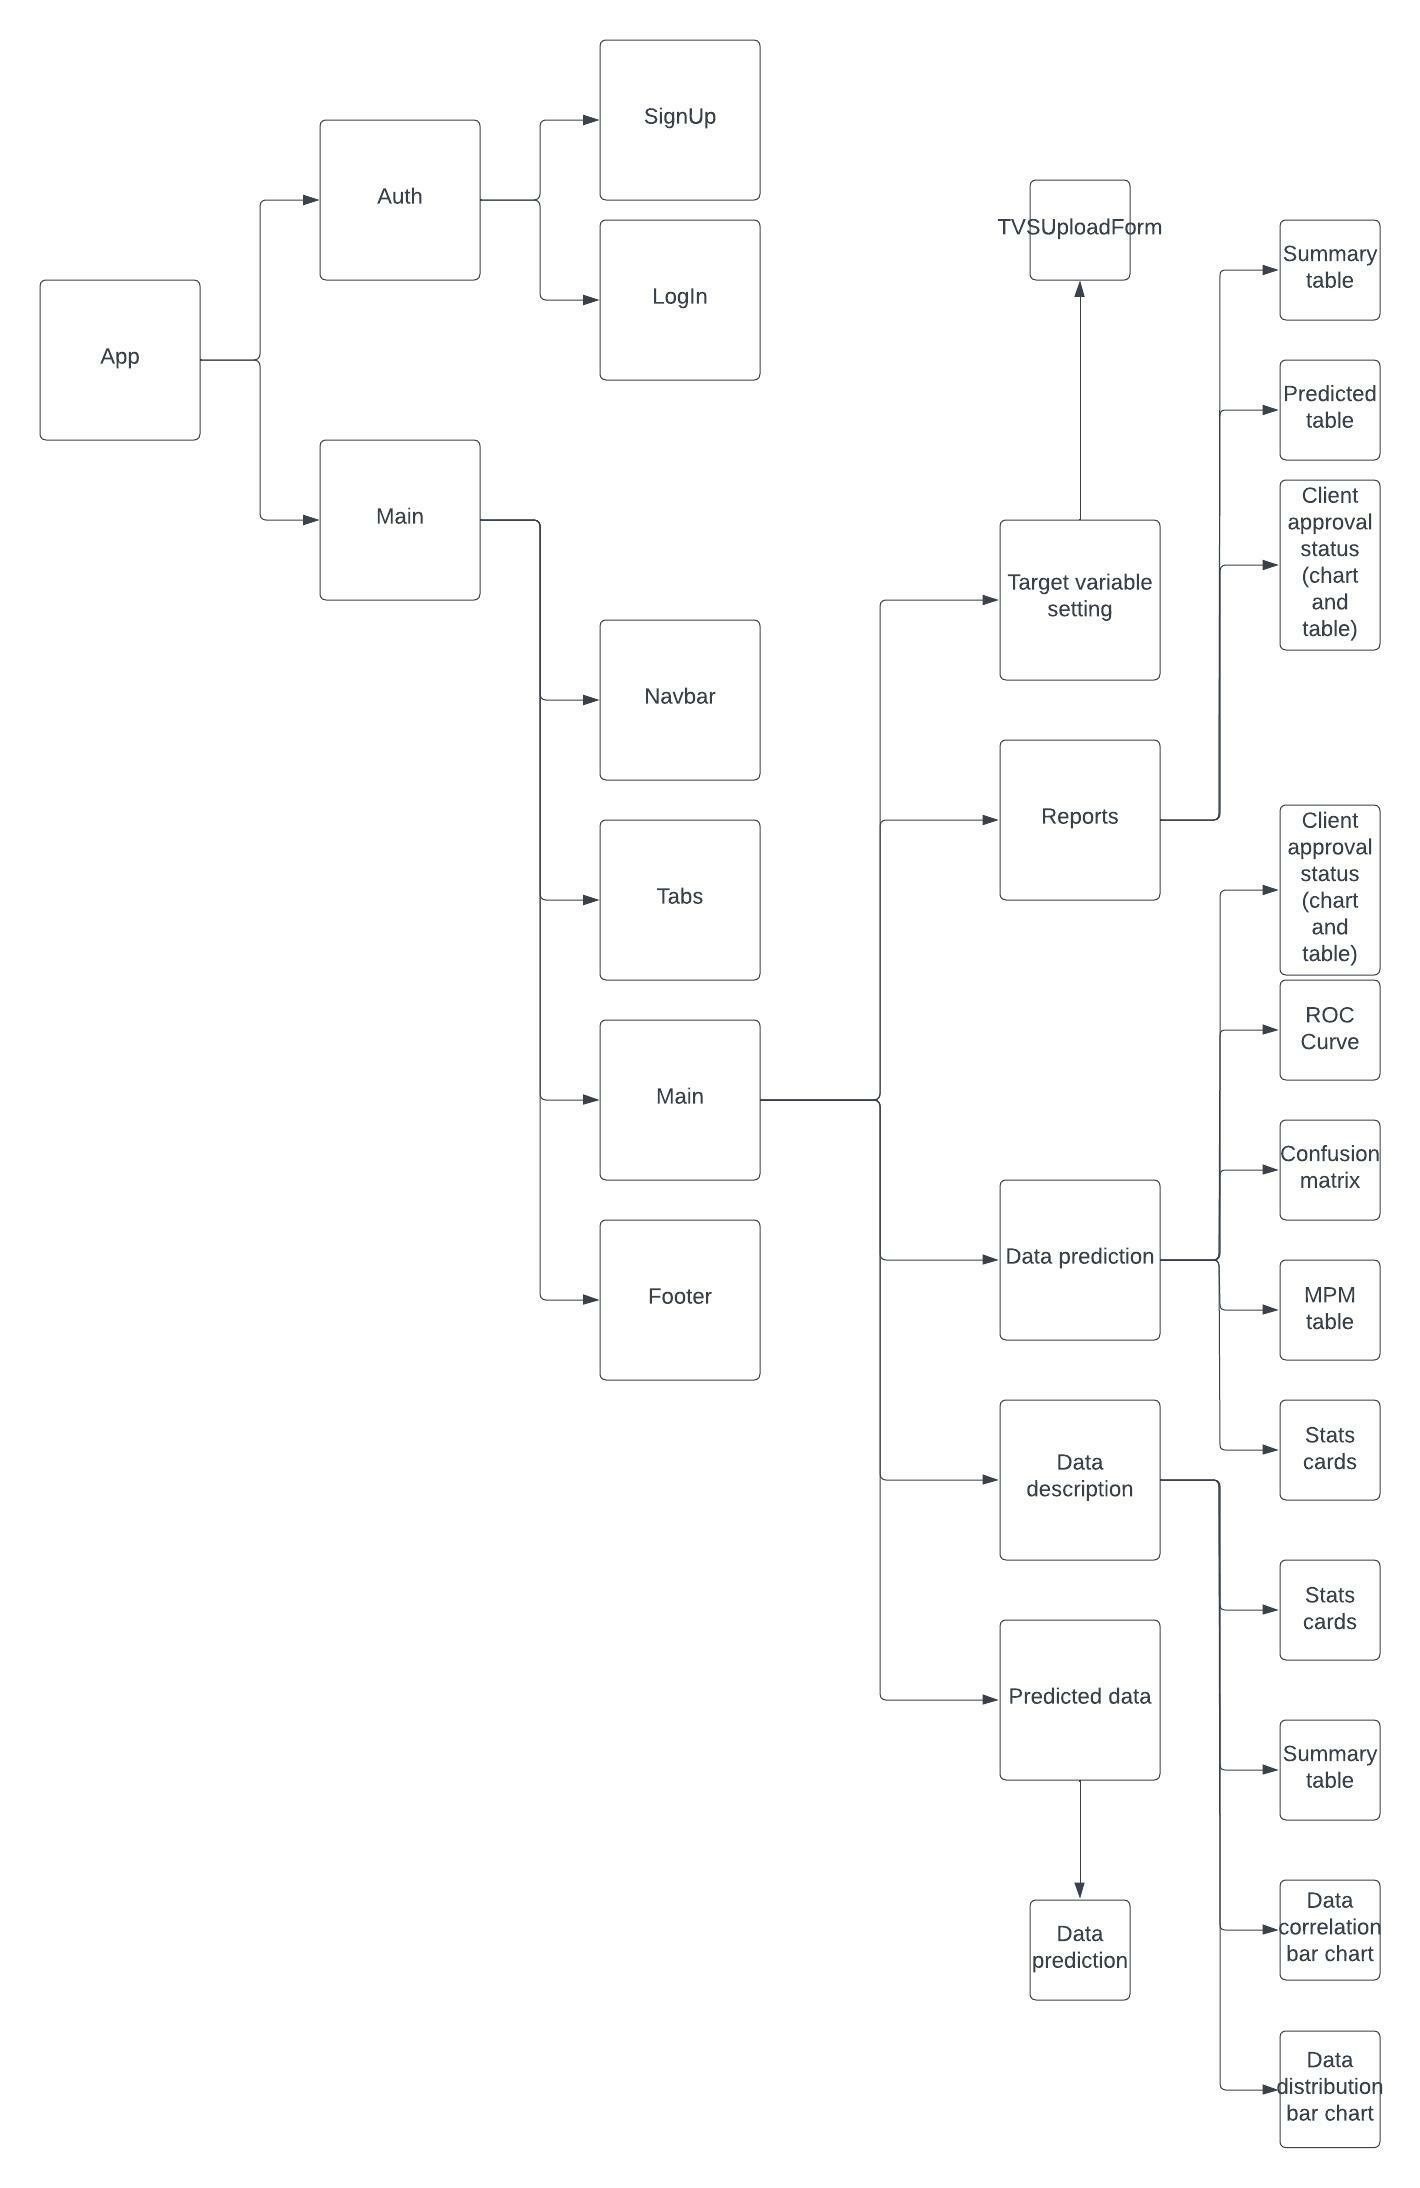 SignUp
Auth
TVSUploadForm
Summary
table
LogIn
App
Predicted
table
Main
Client
approval
status
(chart
and
table)
Target variable
setting
Navbar
Reports
Client
approval
status
(chart
and
table)
Tabs
ROC
Curve
Main
Confusion
matrix
Data prediction
MPM
table
Footer
Stats
cards
Data
description
Stats
cards
Predicted data
Summary
table
Data
prediction
Data
correlation
bar chart
Data
distribution
bar chart